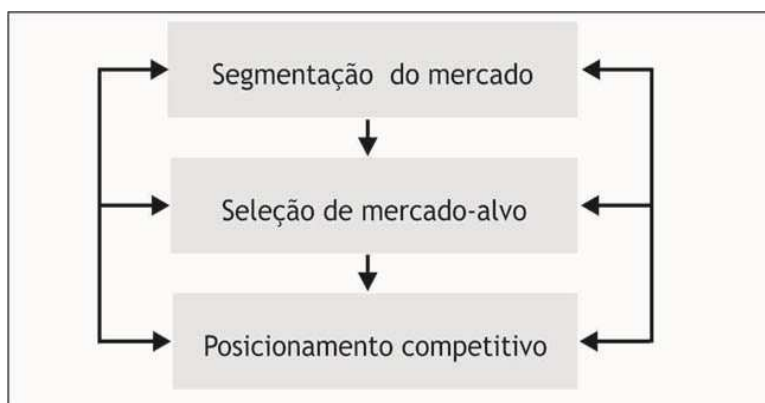 Segmentação do mercado
Seleção de mercado-alvo
Posicionamento competitivo